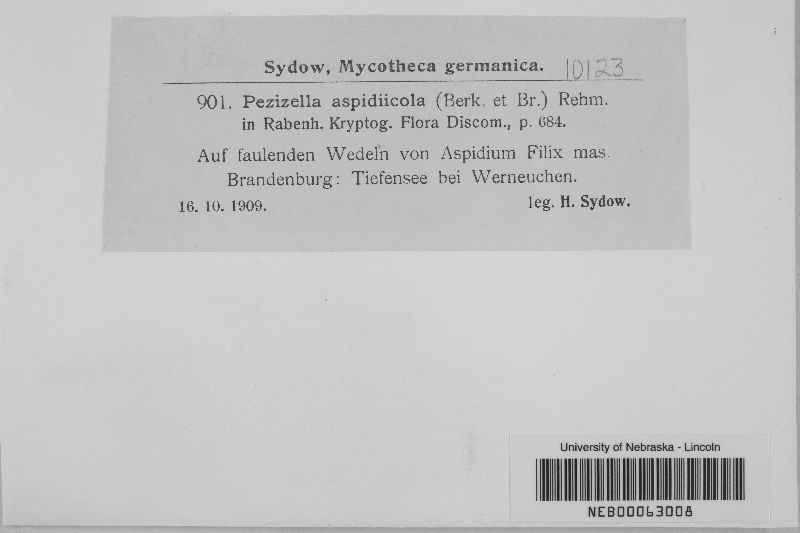 Sydow, Mycotheca germanica. 10123
901. Pezizella aspidiicola (Berk. et Br.) Rehm.
in Rabenh. Kryptog. Flora Discom., p. 684.
Auf faulenden Wedeln von Aspidium Filix mas.
Brandenburg: Tiefensee bei Werneuchen.
16. 10. 1909. leg. H. Sydow.
University of Nebraska - Lincoln
NEB00063008